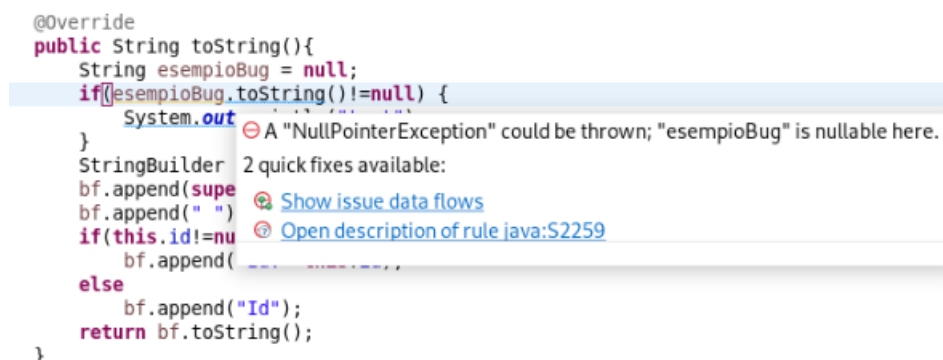 @Override
public String toString(){
String esempioBug = null;
if(esempioBug.toString()!=null) {
System.out
A "NullPointerException" could be thrown; "esempioBug" is nullable here.
}
2 quick fixes available:
StringBuilder
bf.append(supe
Show issue data flows
bf.append(" ")
Open description of rule java:S2259
if(this.id!=nu
bf.append(
else
bf.append("Id");
return bf.toString();
}